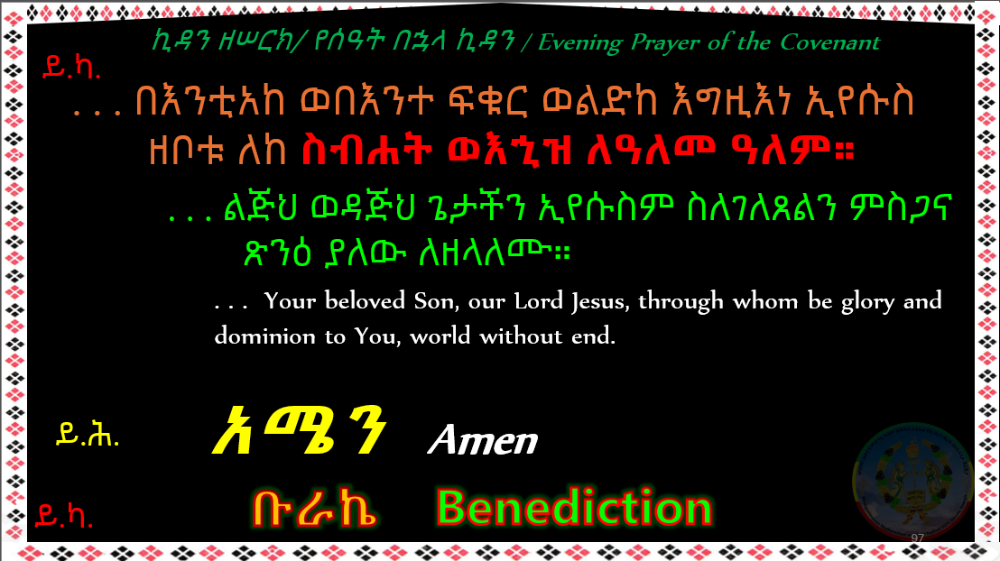 ኪዳን ዘሠርክ/ የሰዓት በኋላ ኪዳን / Evening Prayer of the Covenant
ይ.ካ.
. . . በእንቲአከ ወበእንተ ፍቁር ወልድከ እግዚእነ ኢየሱስ
ዘቦቱ ለከ ስብሐት ወእኂዝ ለዓለመ ዓለም።
. . . ልጅህ ወዳጅህ ጌታችን ኢየሱስም ስለገለጸልን ምስጋና
ጽንዕ ያለው ለዘላለሙ።
. . . Your beloved Son, our Lord Jesus, through whom be glory and
dominion to You, world without end.
ይ.ሕ. አሜን Amen
ይ.ካ. ቡራኬ Benediction
97